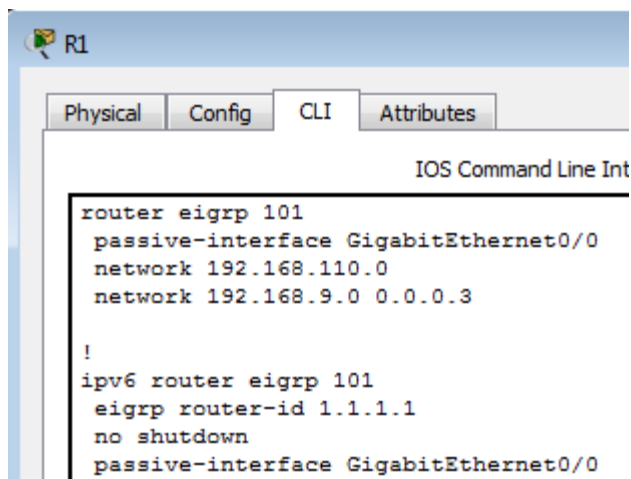 R1
Physical Config CLI Attributes
IOS Command Line Int
router eigrp 101
passive-interface GigabitEthernet0/0
network 192.168.110.0
network 192.168.9.0 0.0.0.3
!
ipv6 router eigrp 101
eigrp router-id 1.1.1.1
no shutdown
passive-interface GigabitEthernet0/0